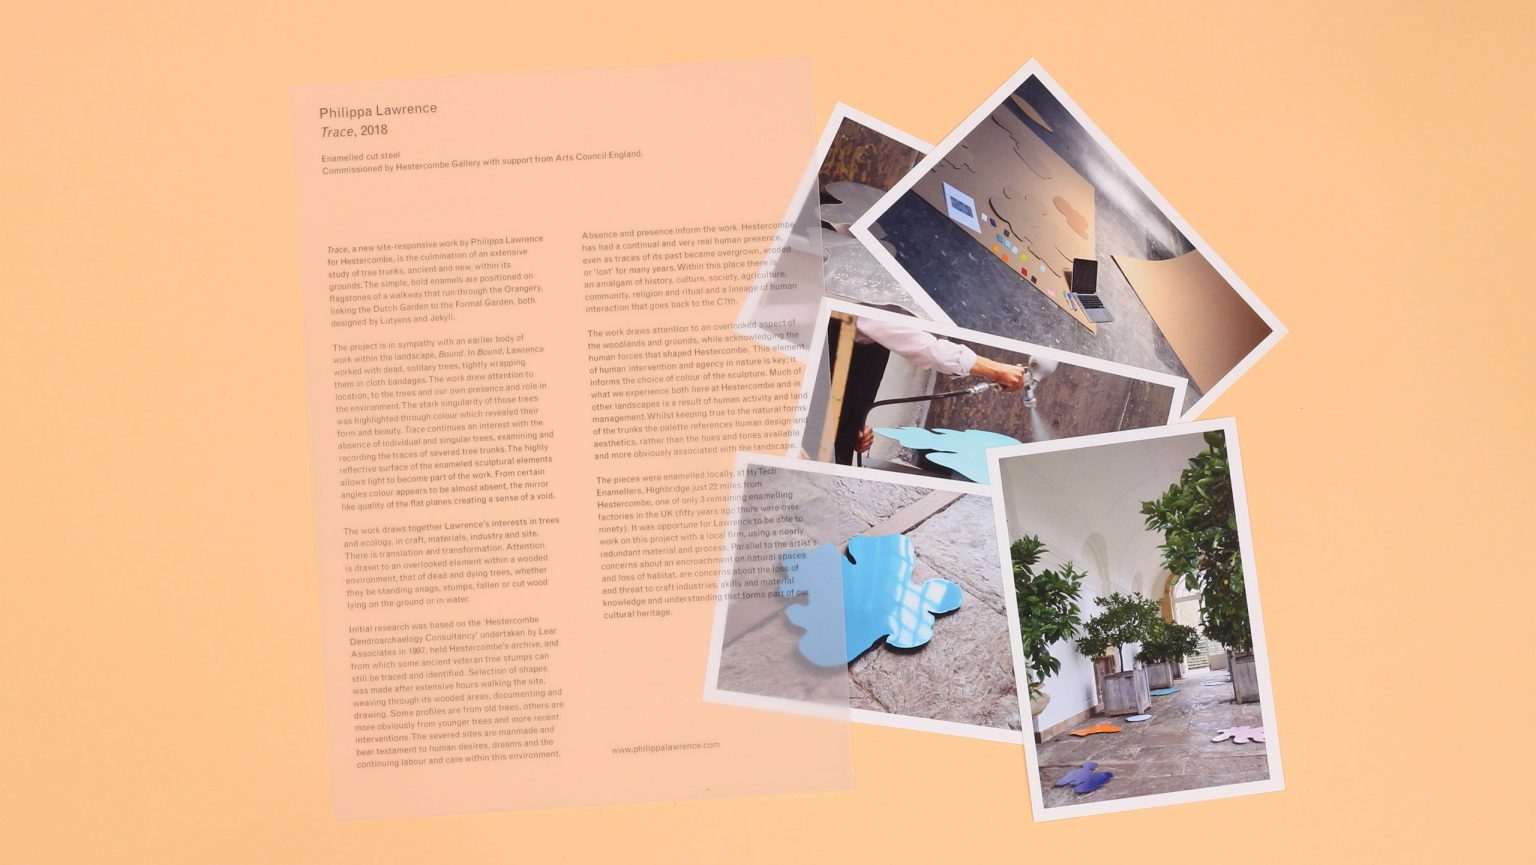 Philippa Lawrence
Trace, 2018
Enamelled cut steel
Commissioned by Hestercombe Gallery with support from Arts Council England.
Trace, a new site-responsive work by Philippa Lawrence
for Hestercombe, is the culmination of an extensive
study of tree trunks, ancient and new, within its
grounds. The simple, bold enamels are positioned on
flagstones of a walkway that run through the Orangery,
linking the Dutch Garden to the Formal Garden, both
designed by Lutyens and Jekyll.
The project is in sympathy with an earlier body of
work within the landscape, Bound. In Bound, Lawrence
worked with dead, solitary trees, tightly wrapping
them in cloth bandages. The work drew attention to
location, to the trees and our own presence and role in
the environment. The stark singularity of those trees
was highlighted through colour which revealed their
form and beauty. Trace continues an interest with the
absence of individual and singular trees, examining and
recording the traces of severed tree trunks. The highly
reflective surface of the enameled sculptural elements
allows light to become part of the work. From certain
angles colour appears to be almost absent, the mirror
like quality of the flat planes creating a sense of a void.
The work draws together Lawrence's interests in trees
and ecology, in craft, materials, industry and site.
There is translation and transformation. Attention
is drawn to an overlooked element within a wooded
environment, that of dead and dying trees, whether
they be standing snags, stumps, fallen or cut wood
lying on the ground or in water.
Initial research was based on the 'Hestercombe
Dendroarchaelogy Consultancy' undertaken by Lear
Associates in 1997, held Hestercombe's archive, and
from which some ancient veteran tree stumps can
still be traced and identified. Selection of shapes
was made after extensive hours walking the site,
weaving through its wooded areas, documenting and
drawing. Some profiles are from old trees, others are
more obviously from younger trees and more recent
interventions. The severed sites are manmade and
bear testament to human desires, dreams and the
continuing labour and care within this environment.
Absence and presence inform the work. Hestercombe
has had a continual and very real human presence,
even as traces of its past became overgrown, eroded
or 'lost' for many years. Within this place there is
an amalgam of history, culture, society, agriculture,
community, religion and ritual and a lineage of human
interaction that goes back to the C7th.
The work draws attention to an overlooked aspect of
the woodlands and grounds, while acknowledging the
human forces that shaped Hestercombe. This element
of human intervention and agency in nature is key; it
informs the choice of colour of the sculpture. Much of
what we experience both here at Hestercombe and in
other landscapes is a result of human activity and land
management. Whilst keeping true to the natural forms
of the trunks the palette references human design and
aesthetics, rather than the hues and tones available
and more obviously associated with the landscape.
The pieces were enamelled locally, at HyTech
Enamellers, Highbridge just 22 miles from
Hestercombe, one of only 3 remaining enamelling
factories in the UK (fifty years ago there were over
ninety). It was opportune for Lawrence to be able to
work on this project with a local firm, using a nearly
redundant material and process. Parallel to the artist's
concerns about an encroachment on natural spaces
and loss of habitat, are concerns about the loss of
and threat to craft industries, skills and material
knowledge and understanding that forms part of our
cultural heritage.
www.philippalawrence.com